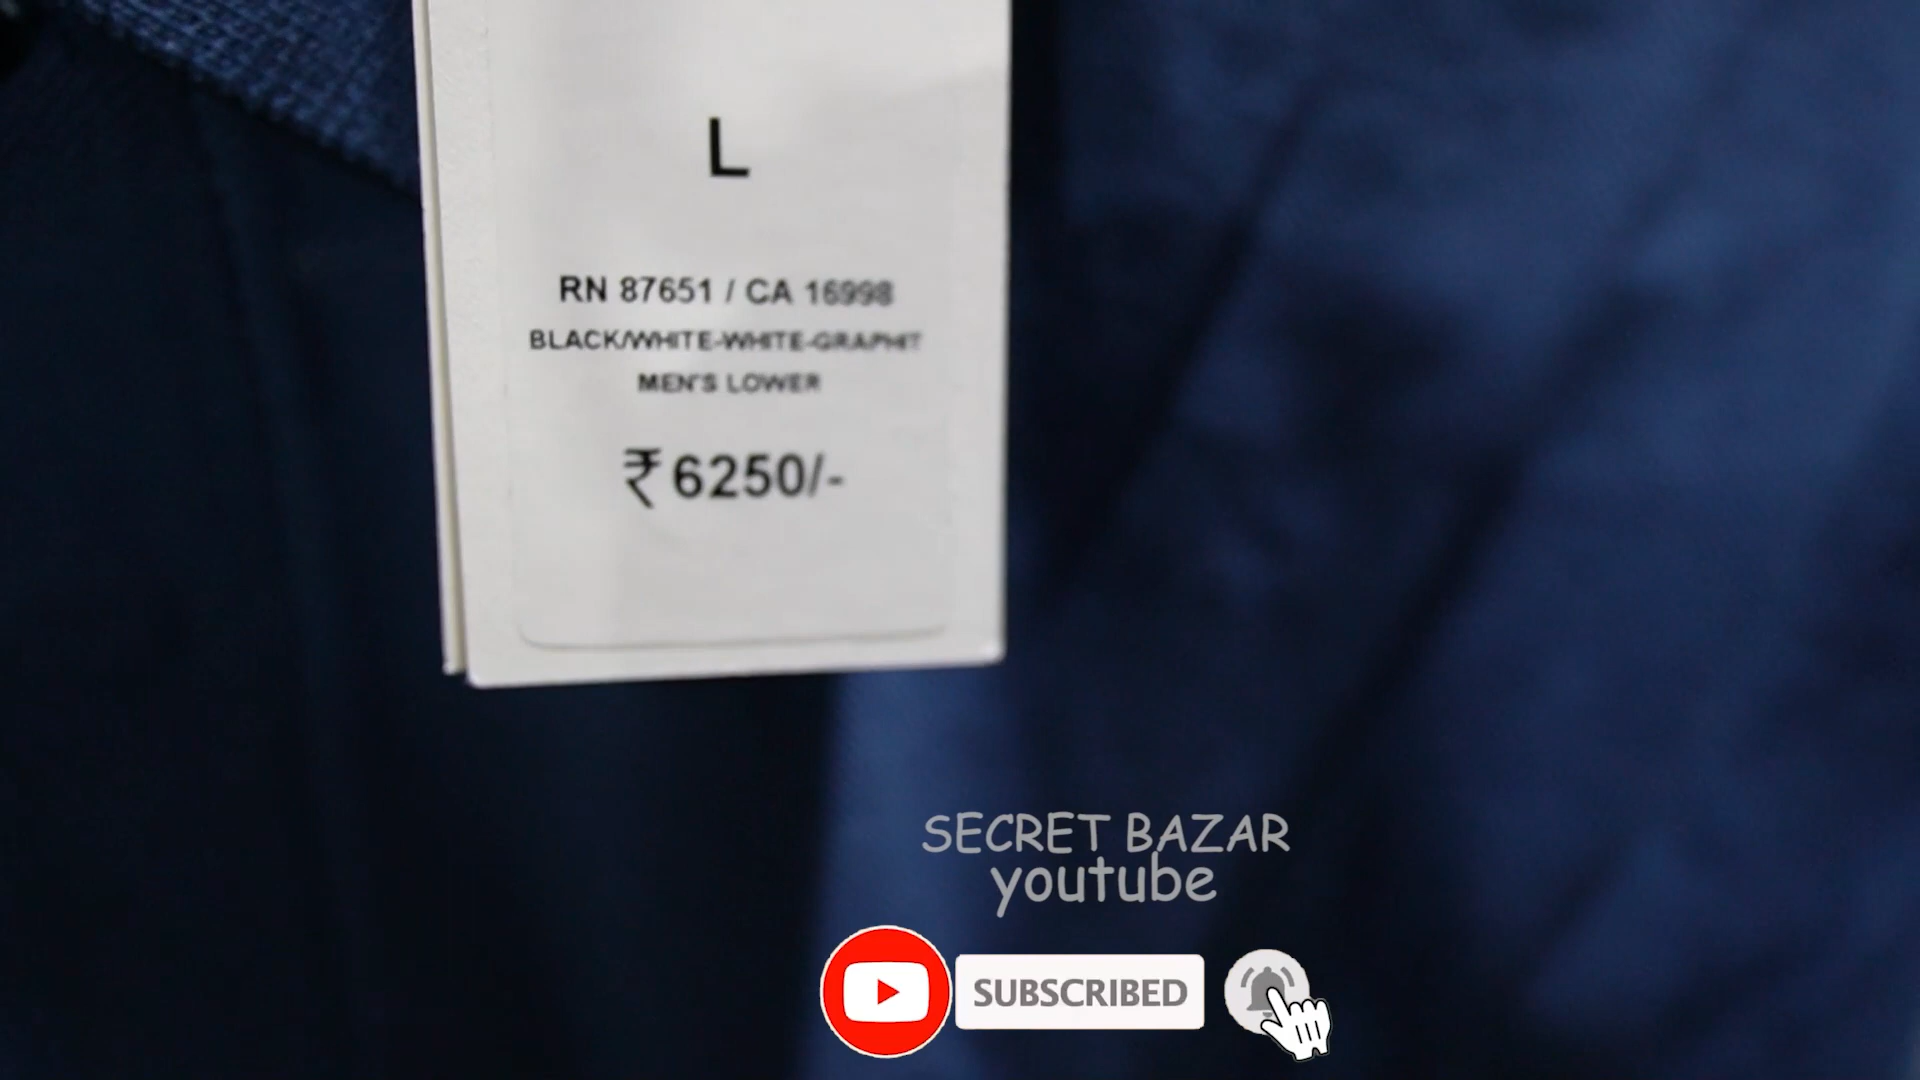 L
RN 87651 / CA 16998
BLACK/WHITE-WHITE-GRAPHIT
MEN'S LOWER
₹6250/-
SECRET BAZAR
youtube
SUBSCRIBED